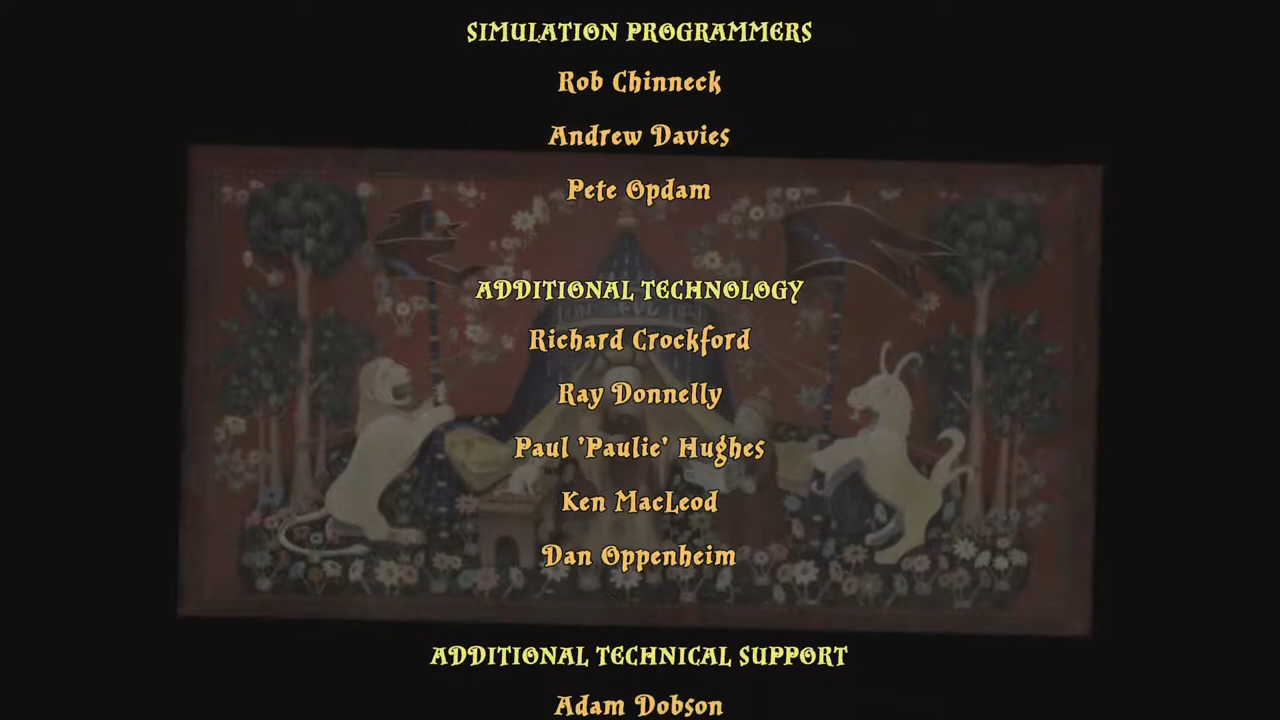 SIMULATION PROGRAMMERS
Rob Chinneck
Andrew Davies
Pete Opdam
ADDITIONAL TECHNOLOGY
Richard Crockford
Ray Donnelly
Paul 'Paulie' Hughes
Ken MacLeod
Dan Oppenheim
ADDITIONAL TECHNICAL SUPPORT
Adam Dobson